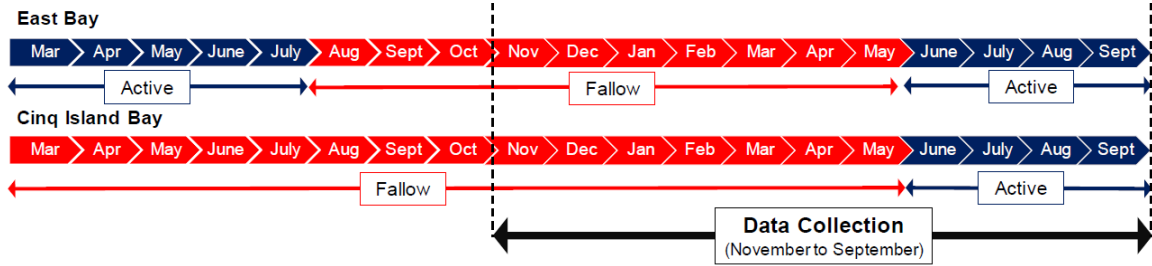 East Bay
Mar Apr May June July Aug Sept Oct Nov Dec Jan Feb Mar Apr May June July Aug Sept
Active Fallow Active
Cinq Island Bay
Mar Apr May June July Aug Sept Oct Nov Dec Jan Feb Mar Apr May June July Aug Sept
Fallow Active
Data Collection
(November to September)